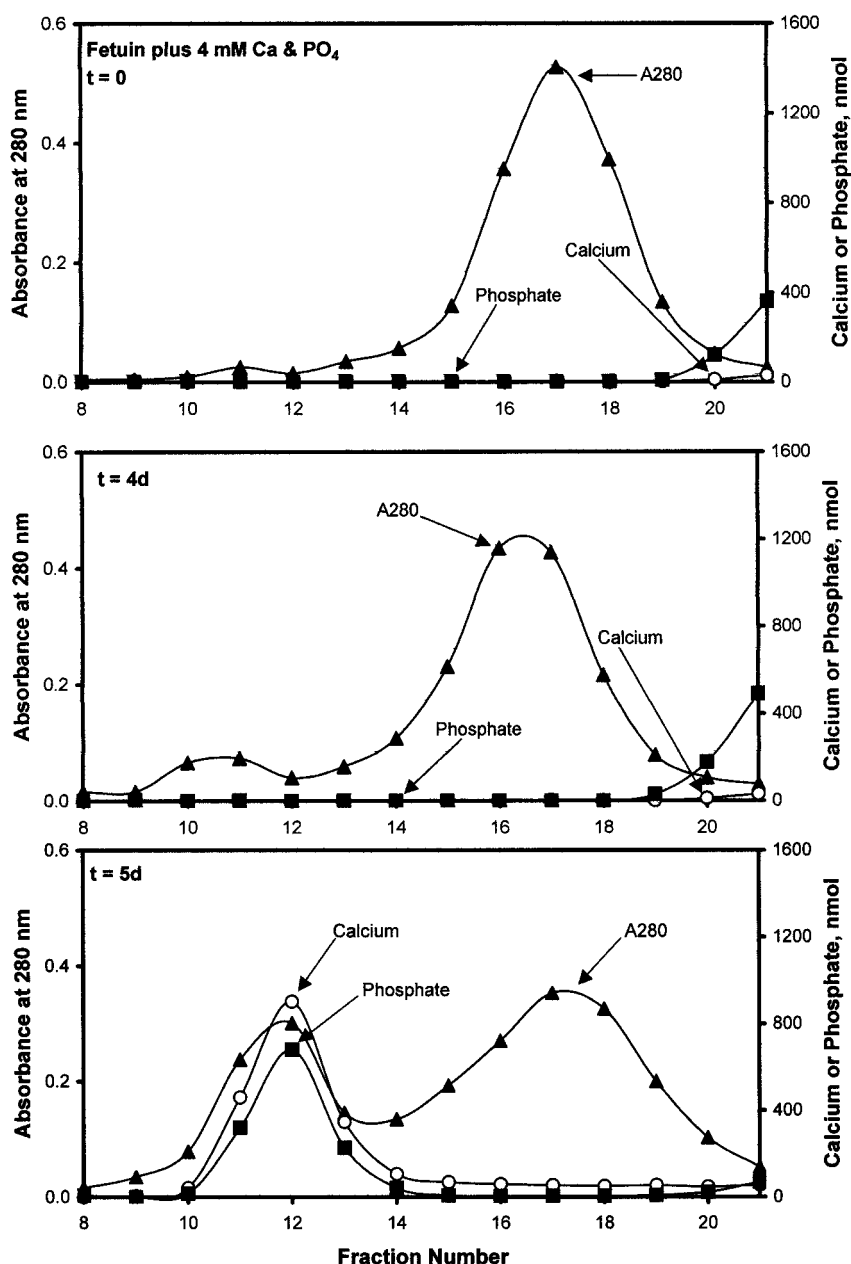 Fetuin plus 4 mM Ca & PO4
t = 0
A280
Calcium
Phosphate
Absorbance at 280 nm
Calcium or Phosphate, nmol
0.6
0.4
0.2
0.0
1600
1200
800
400
0
8 10 12 14 16 18 20
t = 4d
A280
Calcium
Phosphate
Absorbance at 280 nm
Calcium or Phosphate, nmol
0.6
0.4
0.2
0.0
1600
1200
800
400
0
8 10 12 14 16 18 20
t = 5d
Calcium
A280
Phosphate
Absorbance at 280 nm
Calcium or Phosphate, nmol
0.6
0.4
0.2
0.0
1600
1200
800
400
0
8 10 12 14 16 18 20
Fraction Number